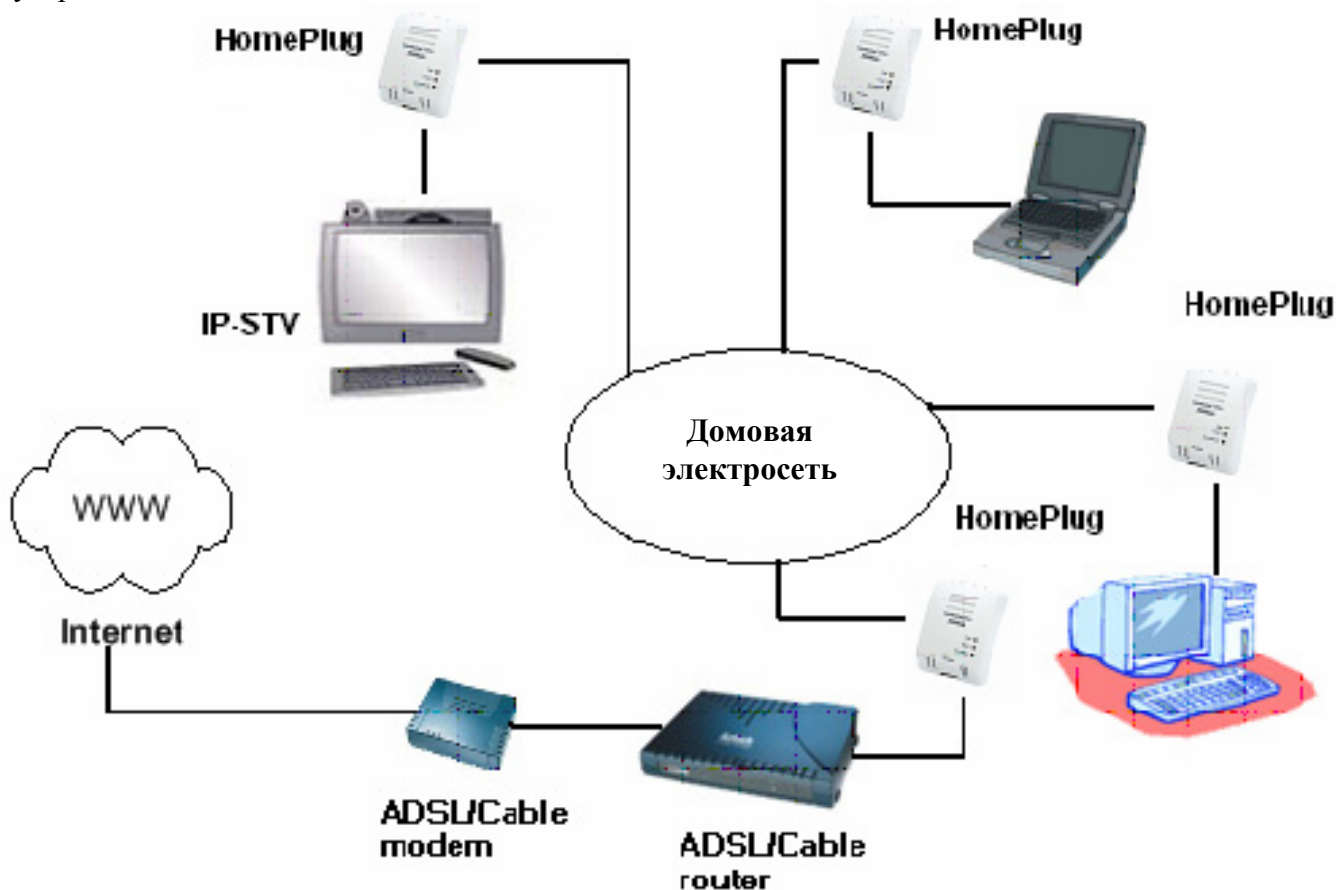 HomePlug
HomePlug
IP-STV
HomePlug
Домовая
электросеть
WWW
HomePlug
Internet
ADSL/Cable
modem
ADSL/Cable
router